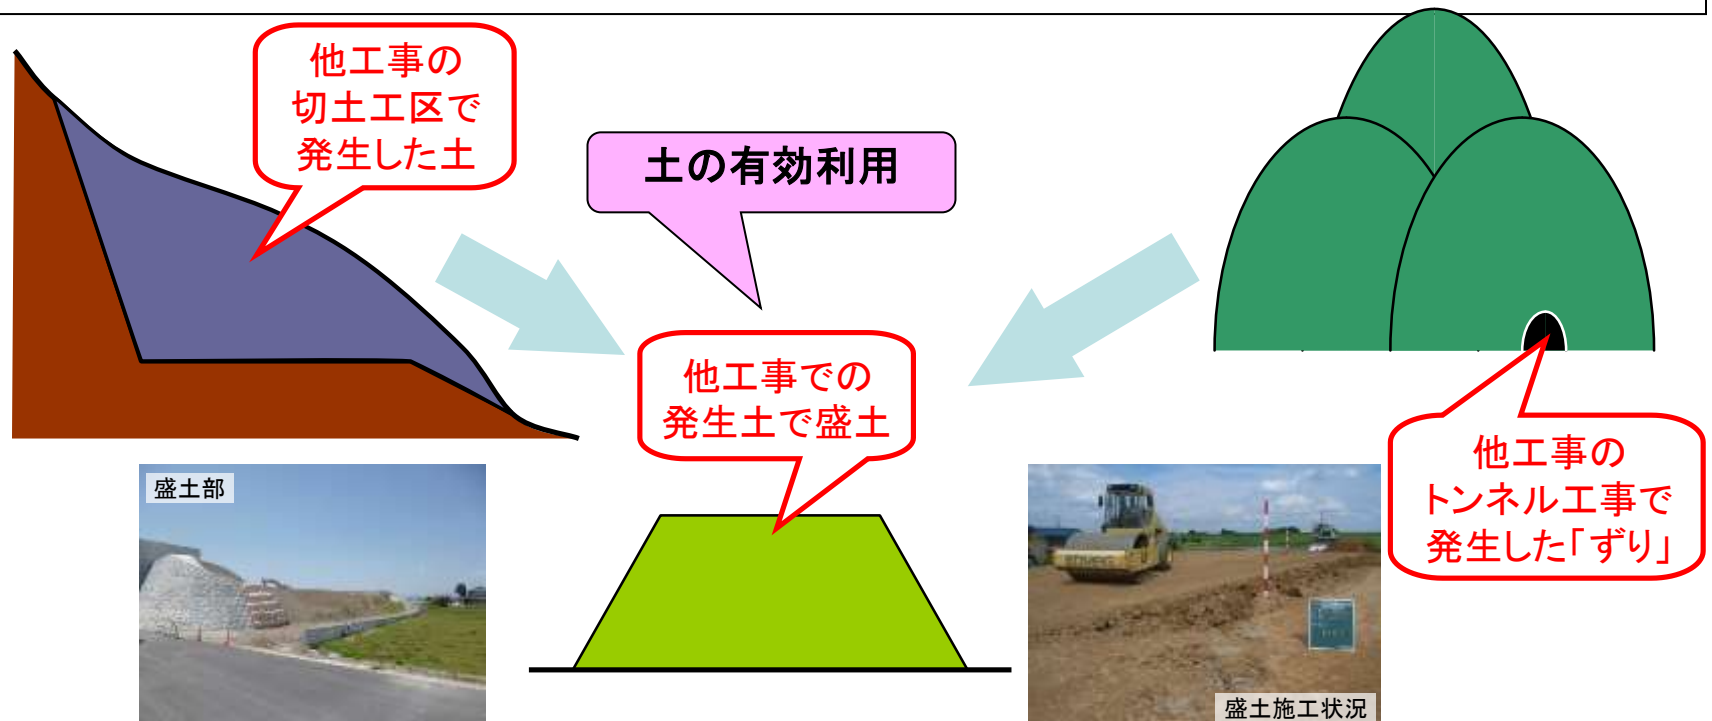 他工事の
切土工区で
発生した土
土の有効利用
他工事での
発生土で盛土
他工事の
トンネル工事で
発生した「ずり」
盛土部
盛土施工状況